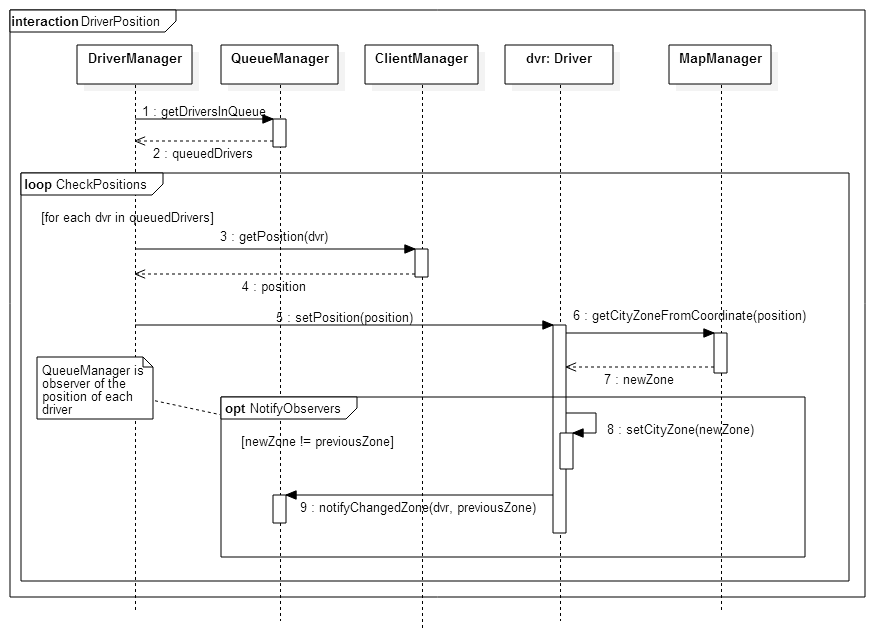 interaction DriverPosition
DriverManager
QueueManager
ClientManager
dvr: Driver
MapManager
1 : getDriversInQueue
2 : queuedDrivers
loop CheckPositions
[for each dvr in queuedDrivers]
3 : getPosition(dvr)
4 : position
5 : setPosition(position)
6 : getCityZoneFromCoordinate(position)
7 : newZone
QueueManager is
observer of the
position of each
driver
opt NotifyObservers
[newZone != previousZone]
8 : setCityZone(newZone)
9 : notifyChangedZone(dvr, previousZone)